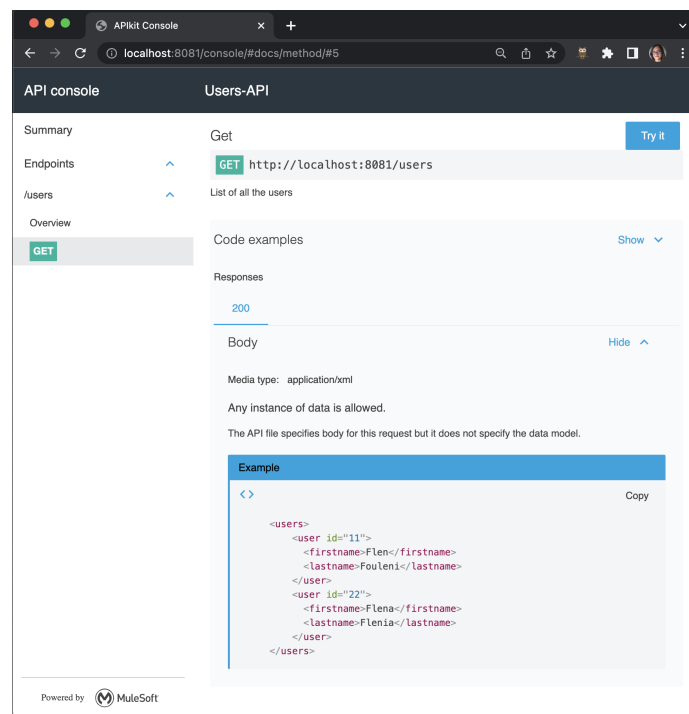 APIkit Console
localhost:8081/console/#docs/method/#5
API console
Users-API
Summary
Endpoints
/users
Overview
GET
Get
Try it
GET http://localhost:8081/users
List of all the users
Code examples
Show
Responses
200
Body
Hide
Media type: application/xml
Any instance of data is allowed.
The API file specifies body for this request but it does not specify the data model.
Example
Copy
<users>
<user id="11">
<firstname>Flen</firstname>
<lastname>Fouleni</lastname>
</user>
<user id="22">
<firstname>Flena</firstname>
<lastname>Flenia</lastname>
</user>
</users>
Powered by MuleSoft